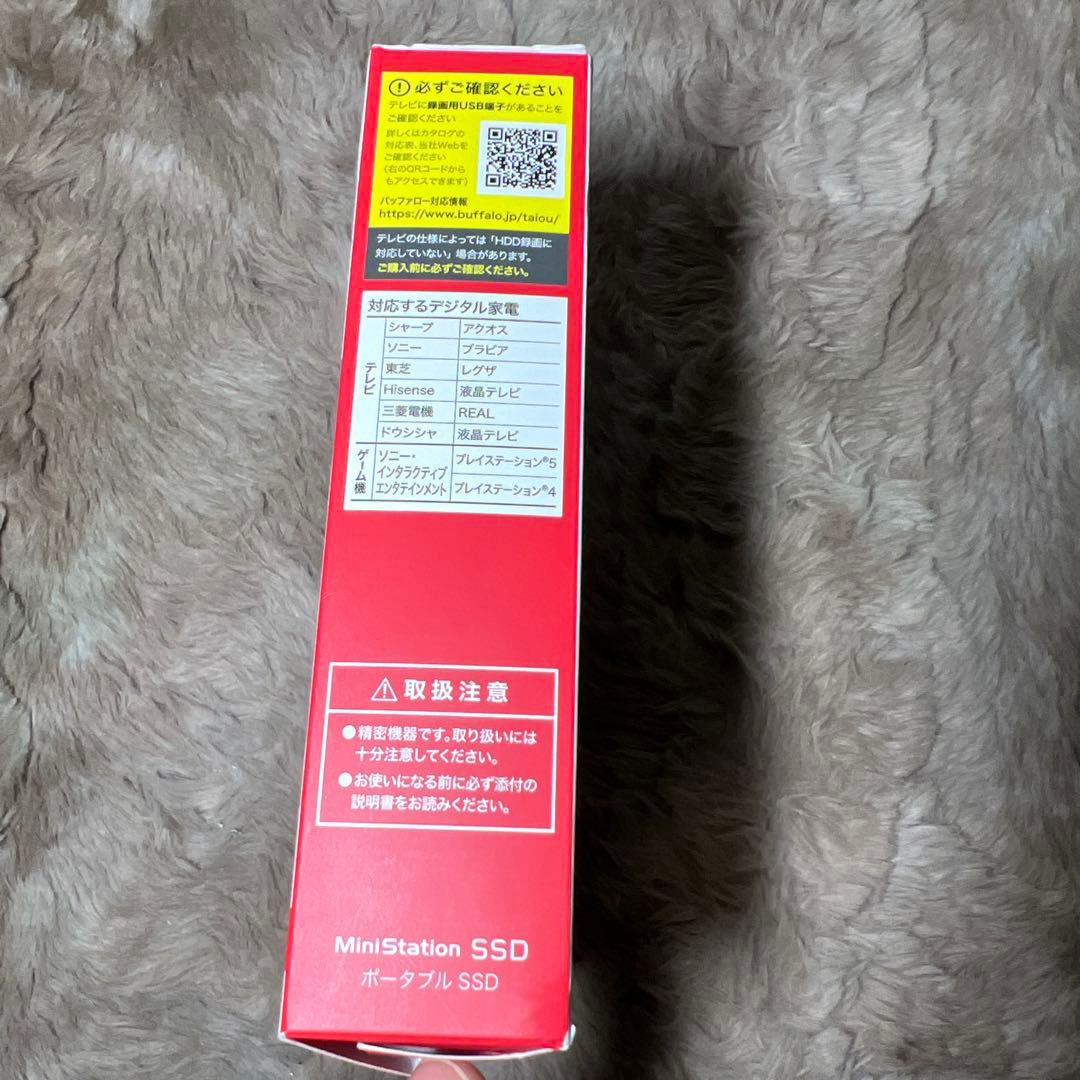 必ずご確認ください
テレビに録画用USB端子があることを
ご確認ください
詳しくはカタログの
対応表、当社Webを
ご確認ください
(右のQRコードから
もアクセスできます)
バッファロー対応情報
https://www.buffalo.jp/taiou/
テレビの仕様によっては「HDD録画に
対応していない」場合があります。
ご購入前に必ずご確認ください。
対応するデジタル家電
テレビ
シャープ アクオス
ソニー ブラビア
東芝 レグザ
Hisense 液晶テレビ
三菱電機 REAL
ドウシシャ 液晶テレビ
ゲーム機
ソニー・
インタラクティブ
エンタテインメント
プレイステーション®5
プレイステーション®4
取扱注意
●精密機器です。取り扱いには
十分注意してください。
●お使いになる前に必ず添付の
説明書をお読みください。
MiniStation SSD
ポータブル SSD